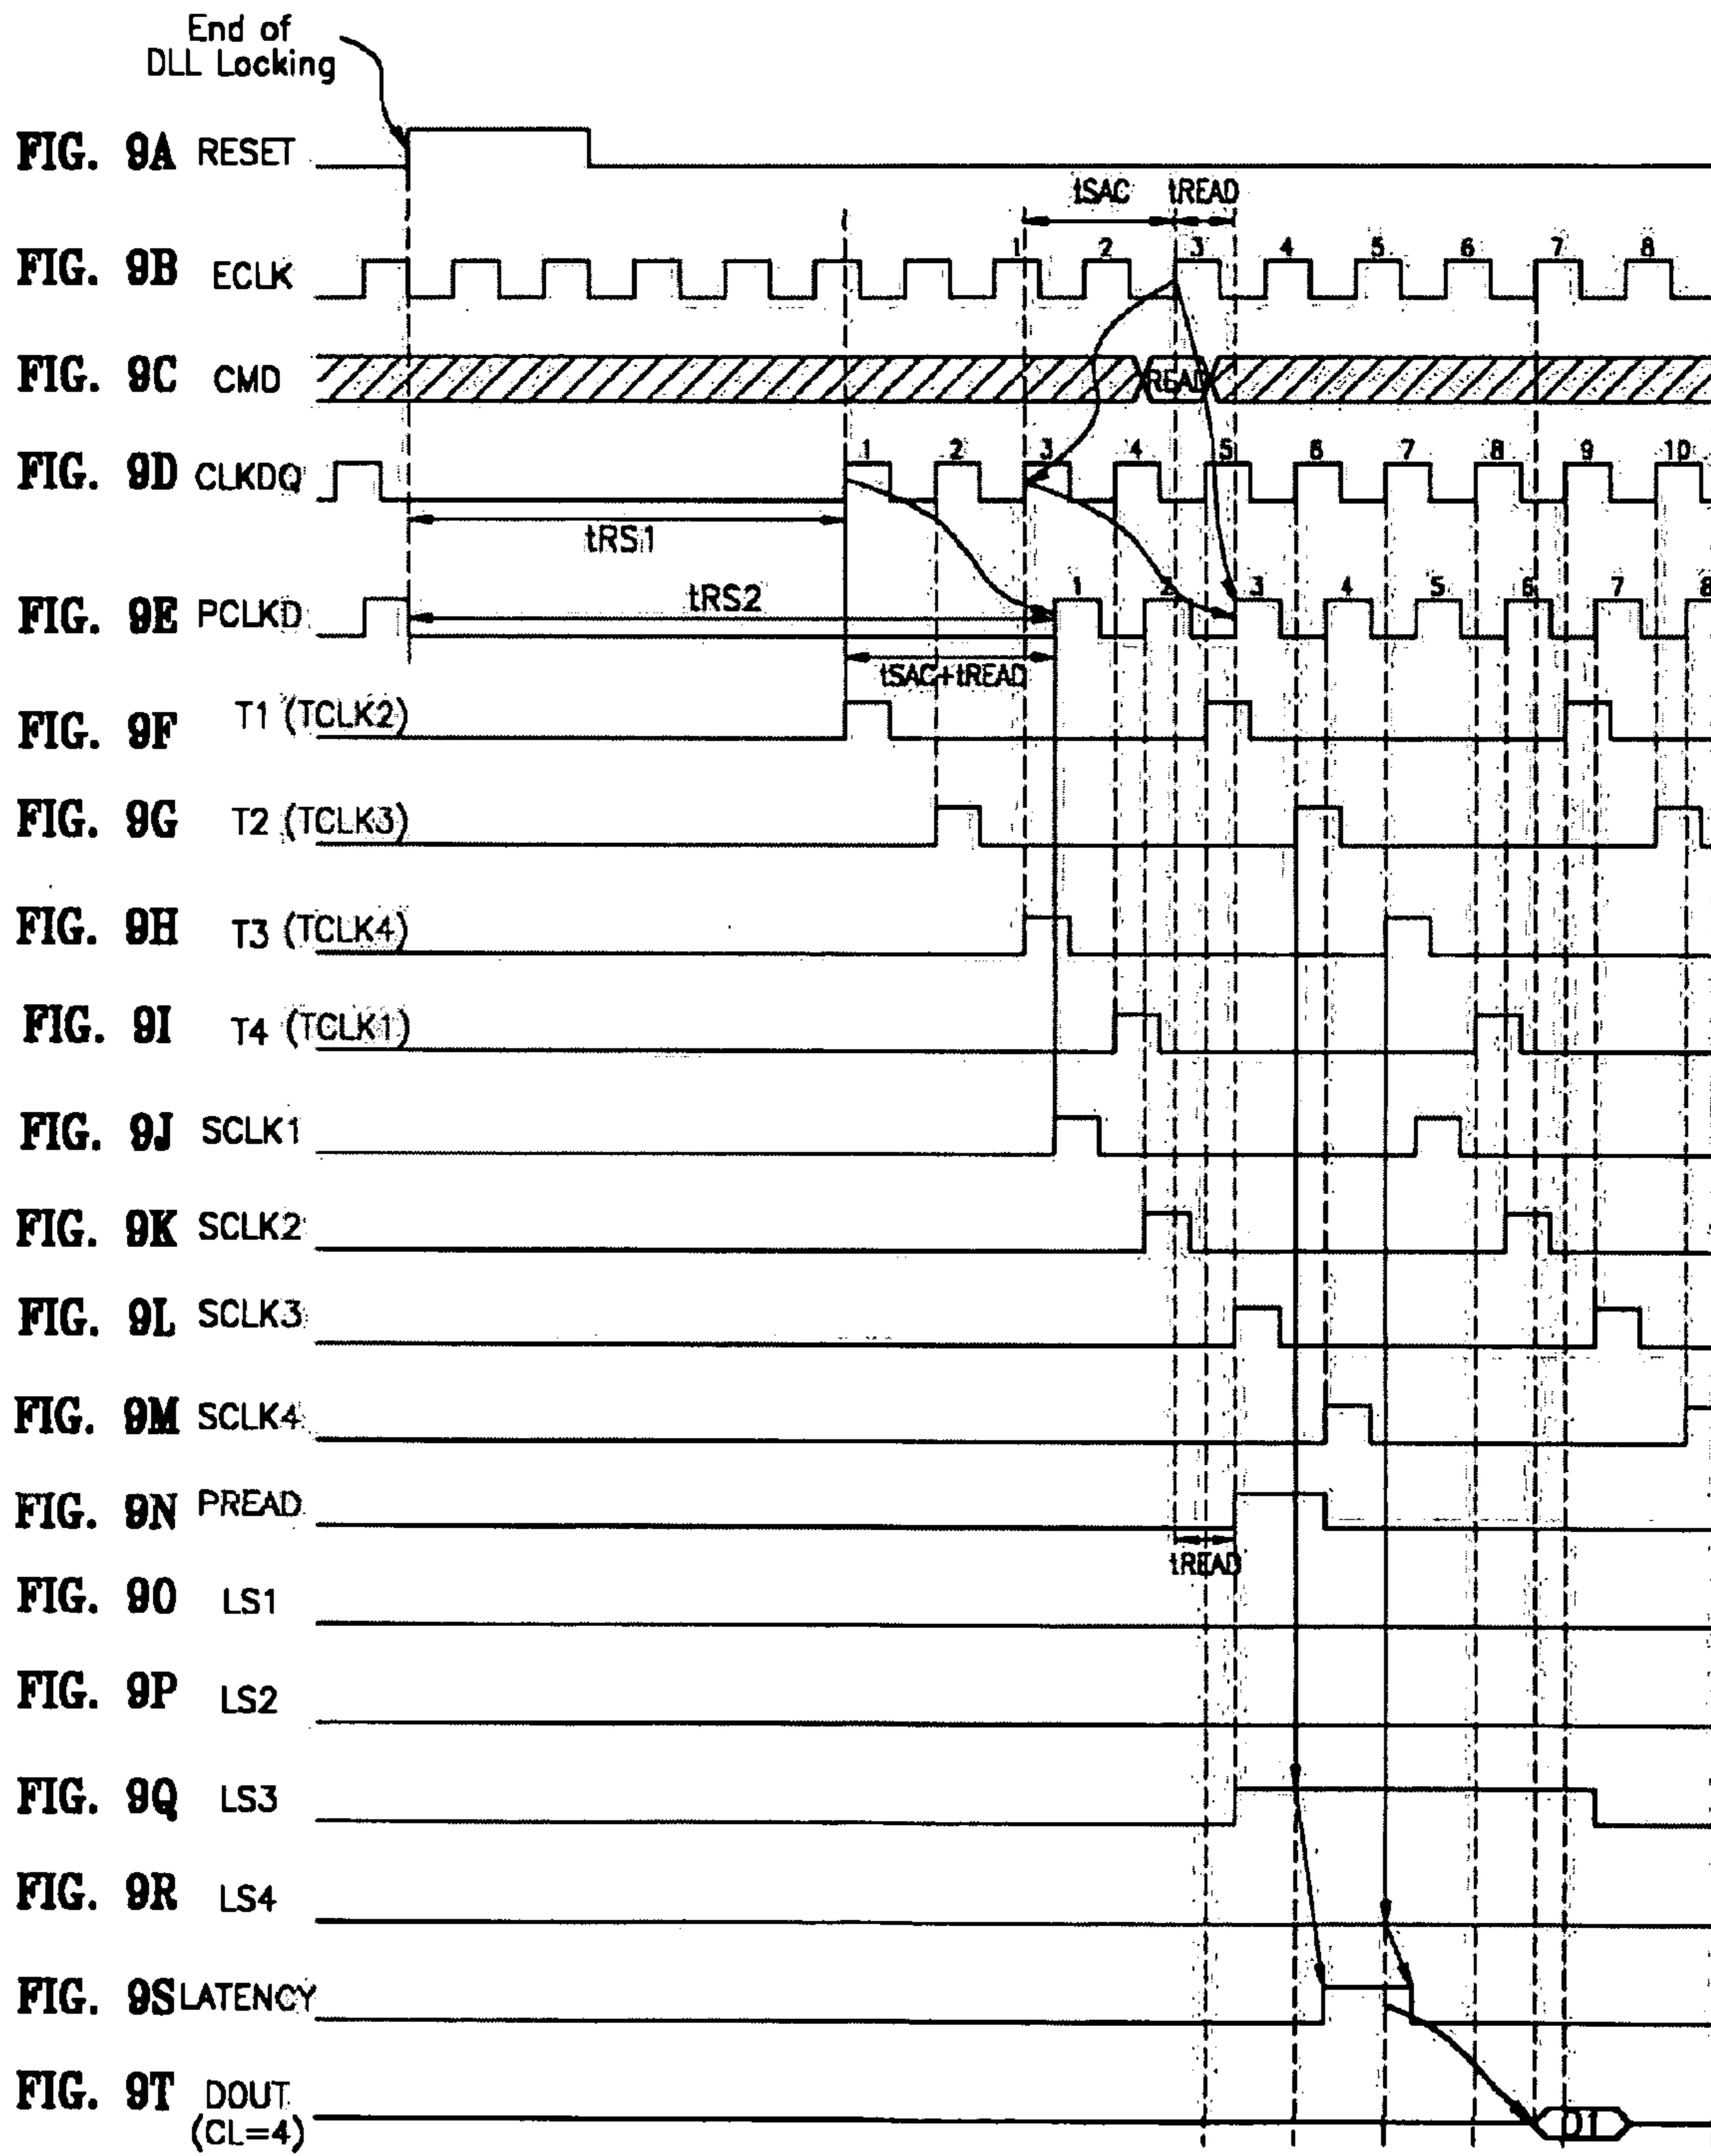 End of
DLL Locking
FIG. 9A RESET
tSAC tREAD
FIG. 9B ECLK 1 2 3 4 5 6 7 8
FIG. 9C CMD READ
FIG. 9D CLKDQ 1 2 3 4 5 6 7 8 9 10
tRS1
FIG. 9E PCLKD 1 2 3 4 5 6 7 8
tRS2
tSAC+tREAD
FIG. 9F T1 (TCLK2)
FIG. 9G T2 (TCLK3)
FIG. 9H T3 (TCLK4)
FIG. 9I T4 (TCLK1)
FIG. 9J SCLK1
FIG. 9K SCLK2
FIG. 9L SCLK3
FIG. 9M SCLK4
FIG. 9N PREAD
tREAD
FIG. 9O LS1
FIG. 9P LS2
FIG. 9Q LS3
FIG. 9R LS4
FIG. 9S LATENCY
FIG. 9T DOUT
(CL=4)
D1